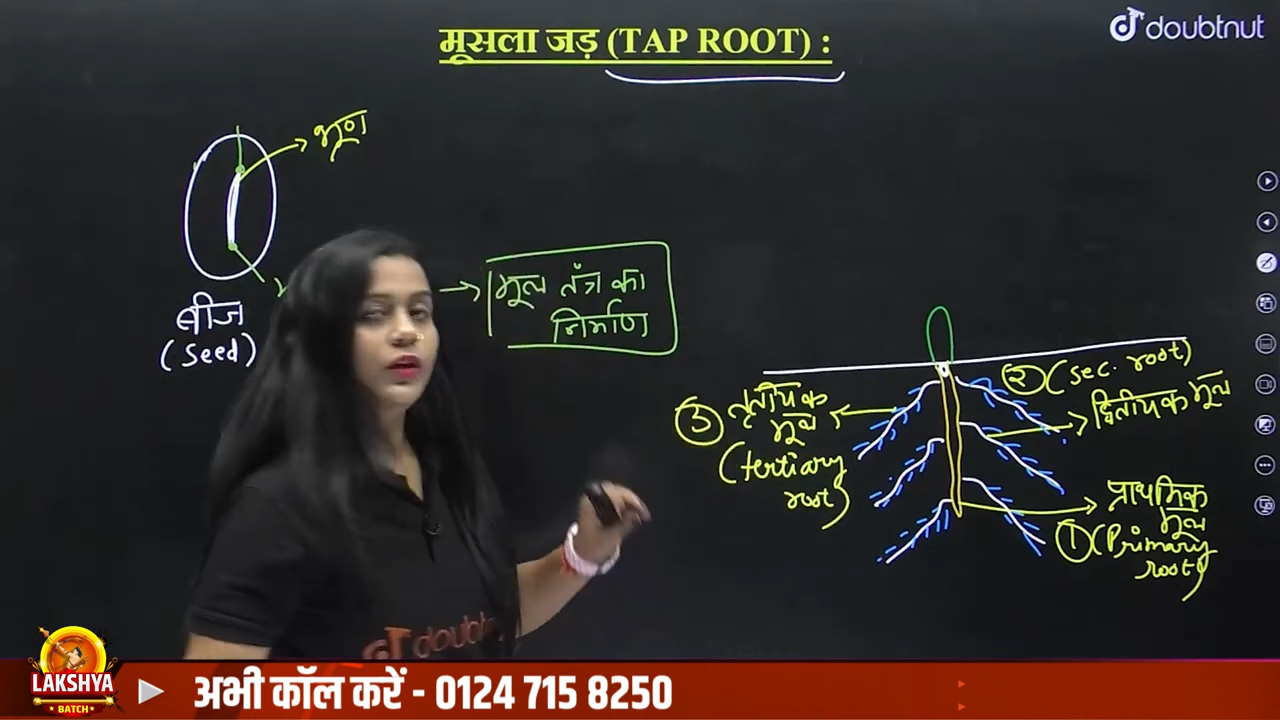 मूसला जड़ (TAP ROOT) :
doubtnut
भ्रूण
बीज
(Seed)
मूल तंत्र का
निर्माण
② (sec. root)
द्वितीयक मूल
③ तृतीयक
मूल
(tertiary
root)
प्राथमिक
मूल
① (Primary
root)
doubtnu
LAKSHYA
BATCH
अभी कॉल करें - 0124 715 8250